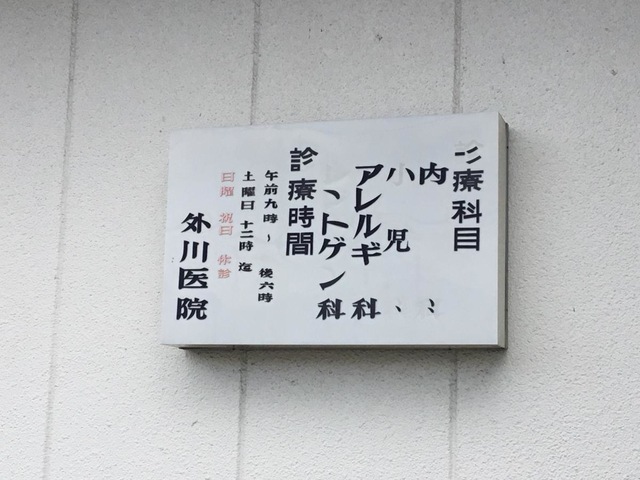 療科目
内
小児
アレルギー科
トゲン科
診療時間
午前九時～後六時
土曜日十二時迄
日曜 祝日 休診
外川医院